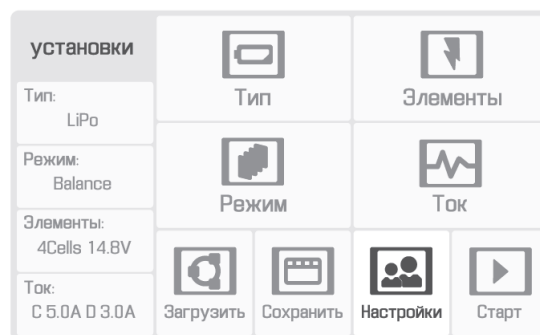 установки
Тип:
LiPo
Режим:
Balance
Элементы:
4Cells 14.8V
Ток:
C 5.0A D 3.0A
Тип
Элементы
Режим
Ток
Загрузить
Сохранить
Настройки
Старт